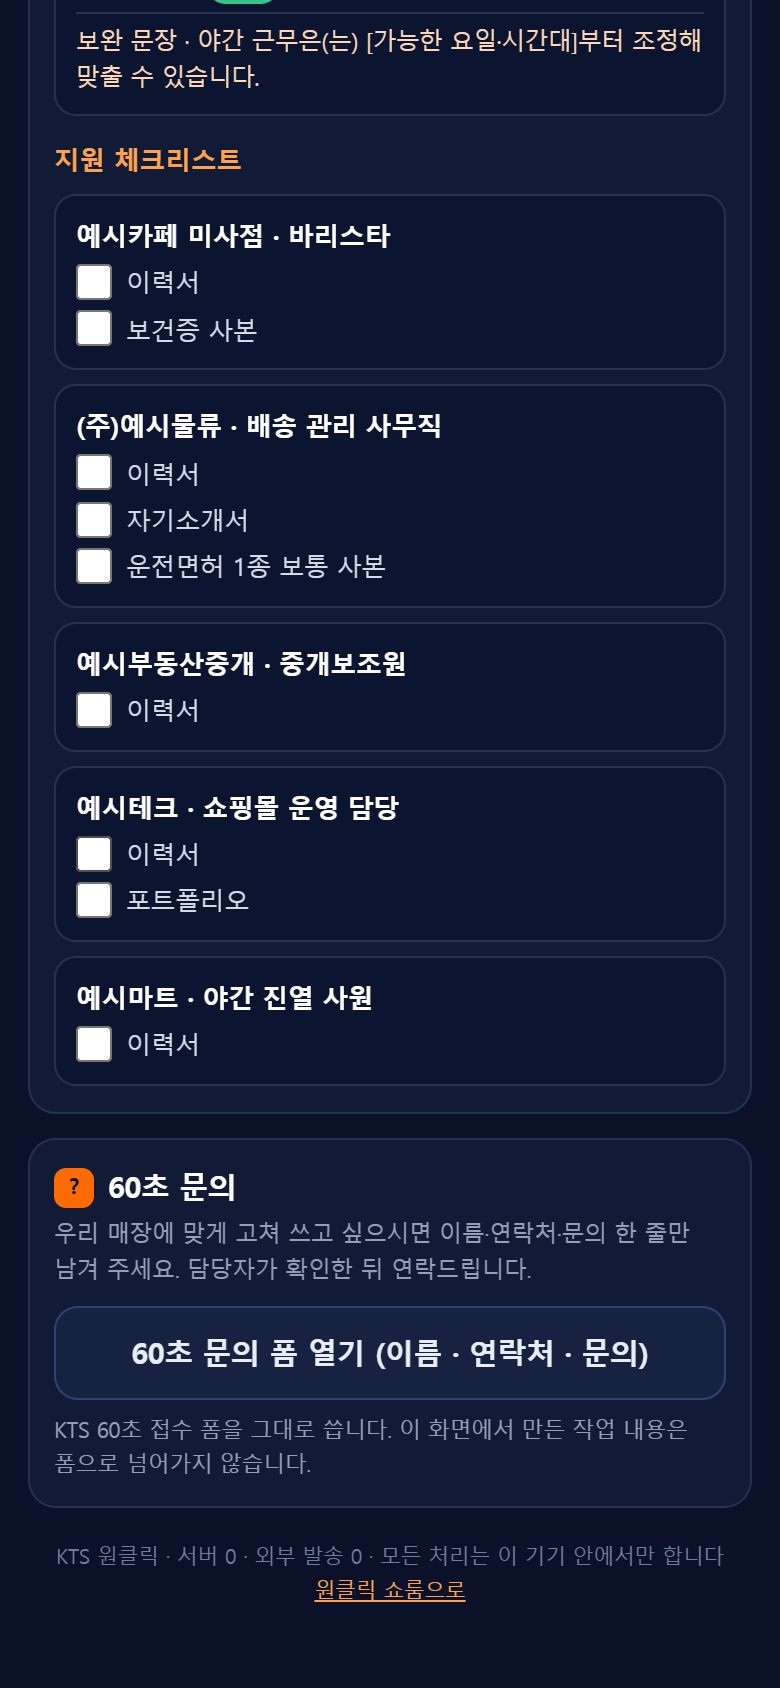 보완 문장 · 야간 근무은(는) [가능한 요일·시간대]부터 조정해
맞출 수 있습니다.
지원 체크리스트
예시카페 미사점 · 바리스타
이력서
보건증 사본
(주)예시물류 · 배송 관리 사무직
이력서
자기소개서
운전면허 1종 보통 사본
예시부동산중개 · 중개보조원
이력서
예시테크 · 쇼핑몰 운영 담당
이력서
포트폴리오
예시마트 · 야간 진열 사원
이력서
? 60초 문의
우리 매장에 맞게 고쳐 쓰고 싶으시면 이름·연락처·문의 한 줄만
남겨 주세요. 담당자가 확인한 뒤 연락드립니다.
60초 문의 폼 열기 (이름 · 연락처 · 문의)
KTS 60초 접수 폼을 그대로 씁니다. 이 화면에서 만든 작업 내용은
폼으로 넘어가지 않습니다.
KTS 원클릭 · 서버 0 · 외부 발송 0 · 모든 처리는 이 기기 안에서만 합니다
원클릭 쇼룸으로